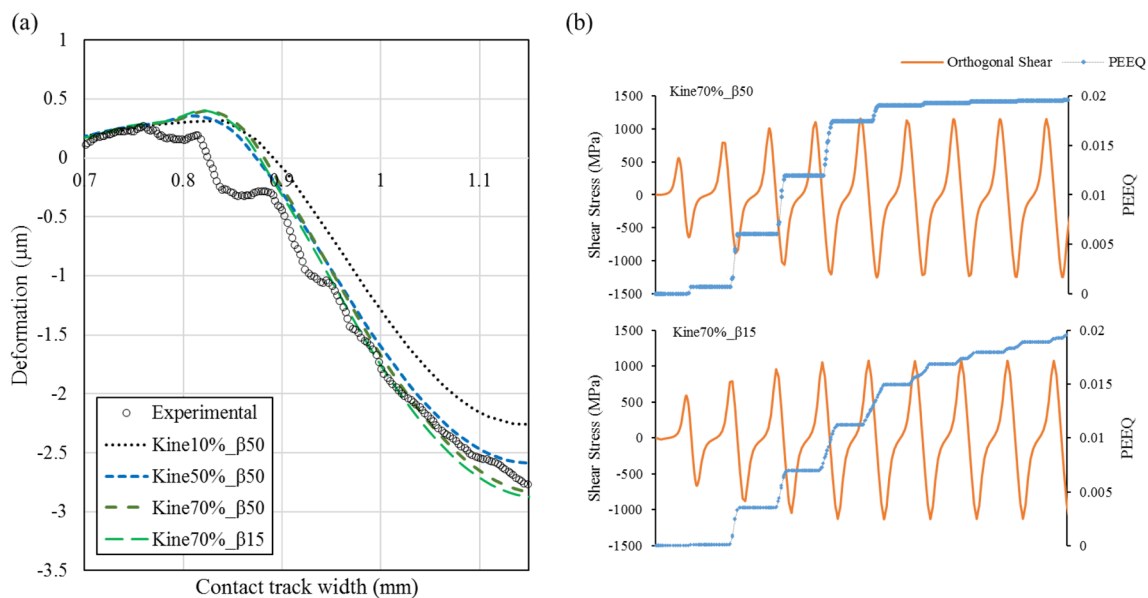 (a)
1
0.5
0
-0.5
-1
-1.5
-2
-2.5
-3
-3.5
0.7
0.8
0.9
1
1.1
Deformation (μm)
Contact track width (mm)
Experimental
Kine10%_β50
Kine50%_β50
Kine70%_β50
Kine70%_β15
(b)
Orthogonal Shear
PEEQ
Kine70%_β50
1500
1000
500
0
-500
-1000
-1500
Shear Stress (MPa)
0.02
0.015
0.01
0.005
0
PEEQ
Kine70%_β15
1500
1000
500
0
-500
-1000
-1500
Shear Stress (MPa)
0.02
0.015
0.01
0.005
0
PEEQ